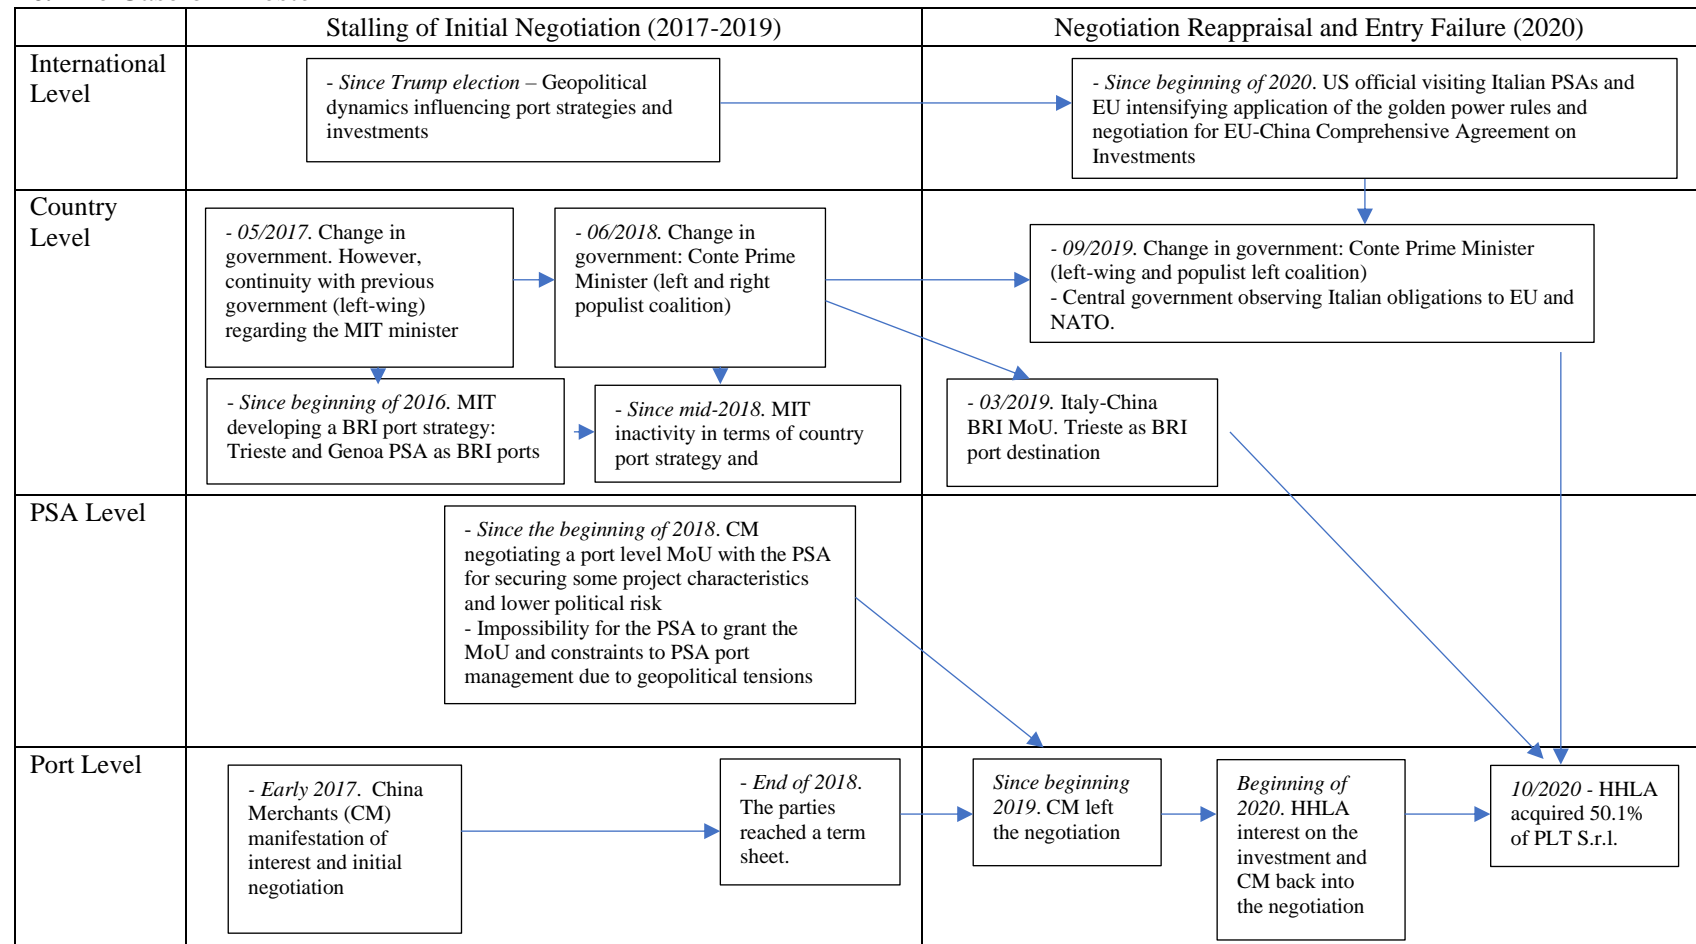 Stalling of Initial Negotiation (2017-2019)
Negotiation Reappraisal and Entry Failure (2020)
International
Level
- Since Trump election – Geopolitical
dynamics influencing port strategies and
investments
- Since beginning of 2020. US official visiting Italian PSAs and
EU intensifying application of the golden power rules and
negotiation for EU-China Comprehensive Agreement on
Investments
Country
Level
- 05/2017. Change in
government. However,
continuity with previous
government (left-wing)
regarding the MIT minister
- 06/2018. Change in
government: Conte Prime
Minister (left and right
populist coalition)
- 09/2019. Change in government: Conte Prime Minister
(left-wing and populist left coalition)
- Central government observing Italian obligations to EU and
NATO.
- Since beginning of 2016. MIT
developing a BRI port strategy:
Trieste and Genoa PSA as BRI ports
- Since mid-2018. MIT
inactivity in terms of country
port strategy and
- 03/2019. Italy-China
BRI MoU. Trieste as BRI
port destination
PSA Level
- Since the beginning of 2018. CM
negotiating a port level MoU with the PSA
for securing some project characteristics
and lower political risk
- Impossibility for the PSA to grant the
MoU and constraints to PSA port
management due to geopolitical tensions
Port Level
- Early 2017. China
Merchants (CM)
manifestation of
interest and initial
negotiation
- End of 2018.
The parties
reached a term
sheet.
Since beginning
2019. CM left
the negotiation
Beginning of
2020. HHLA
interest on the
investment and
CM back into
the negotiation
10/2020 - HHLA
acquired 50.1%
of PLT S.r.l.